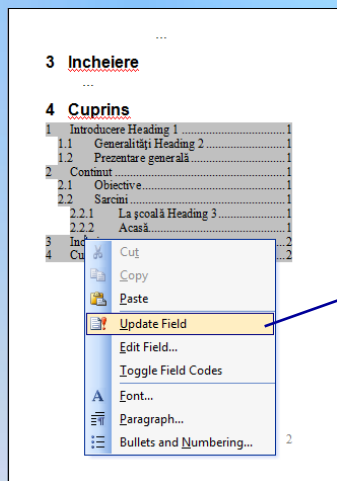 ...
3 Incheiere
...
4 Cuprins
1 Introducere Heading 1 ........................ 1
1.1 Generalităţi Heading 2 ........................ 1
1.2 Prezentare generală ........................ 1
2 Continut ........................ 1
2.1 Obiective ........................ 1
2.2 Sarcini ........................ 1
2.2.1 La şcoală Heading 3 ........................ 1
2.2.2 Acasă ........................ 1
3 2
4 2
Cut
Copy
Paste
Update Field
Edit Field...
Toggle Field Codes
Font...
Paragraph...
Bullets and Numbering...
2